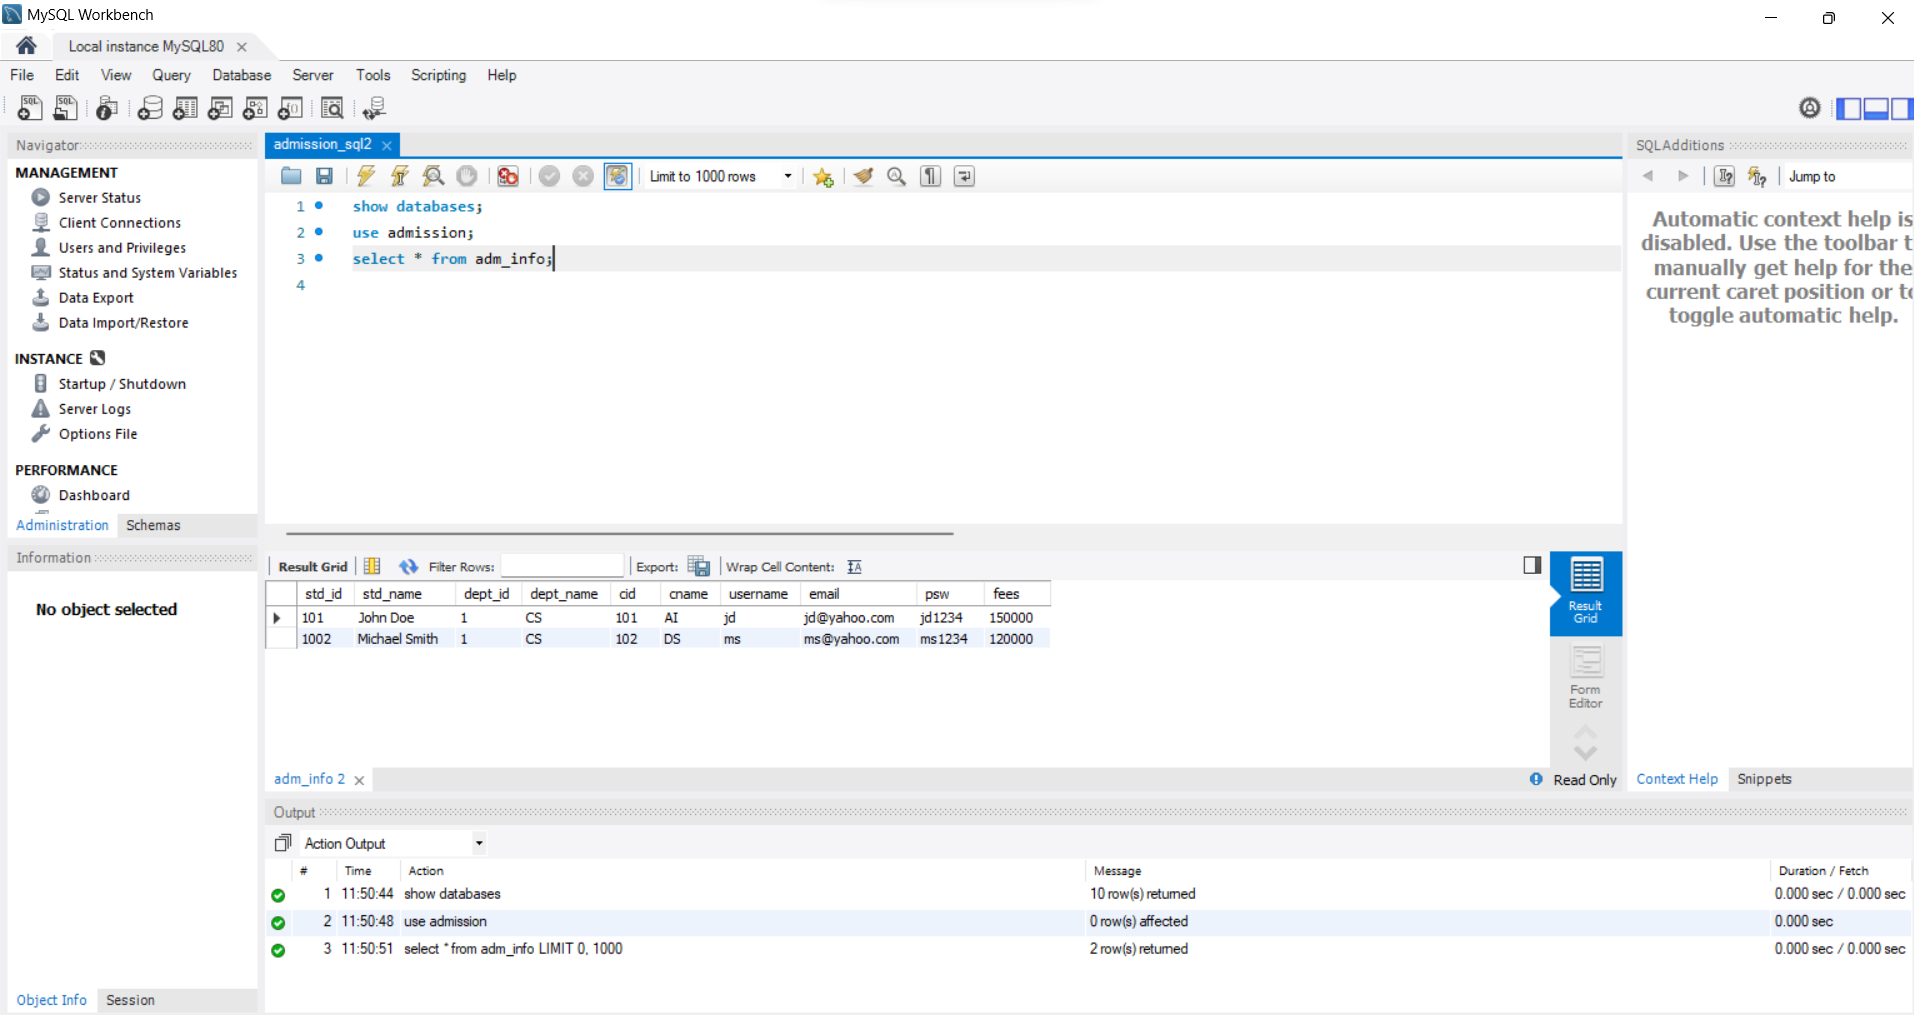 MySQL Workbench
Local instance MySQL80
File Edit View Query Database Server Tools Scripting Help
Navigator
MANAGEMENT
Server Status
Client Connections
Users and Privileges
Status and System Variables
Data Export
Data Import/Restore
INSTANCE
Startup / Shutdown
Server Logs
Options File
PERFORMANCE
Dashboard
Administration Schemas
Information
No object selected
Object Info Session
admission_sql2
Limit to 1000 rows
1 show databases;
2 use admission;
3 select * from adm_info;
4
Result Grid Filter Rows: Export: Wrap Cell Content:
std_id std_name dept_id dept_name cid cname username email psw fees
101 John Doe 1 CS 101 AI jd jd@yahoo.com jd1234 150000
1002 Michael Smith 1 CS 102 DS ms ms@yahoo.com ms1234 120000
Result
Grid
Form
Editor
adm_info 2 Read Only
Output
Action Output
# Time Action Message Duration / Fetch
1 11:50:44 show databases 10 row(s) returned 0.000 sec / 0.000 sec
2 11:50:48 use admission 0 row(s) affected 0.000 sec
3 11:50:51 select * from adm_info LIMIT 0, 1000 2 row(s) returned 0.000 sec / 0.000 sec
SQLAdditions
Jump to
Automatic context help is
disabled. Use the toolbar t
manually get help for the
current caret position or to
toggle automatic help.
Context Help Snippets